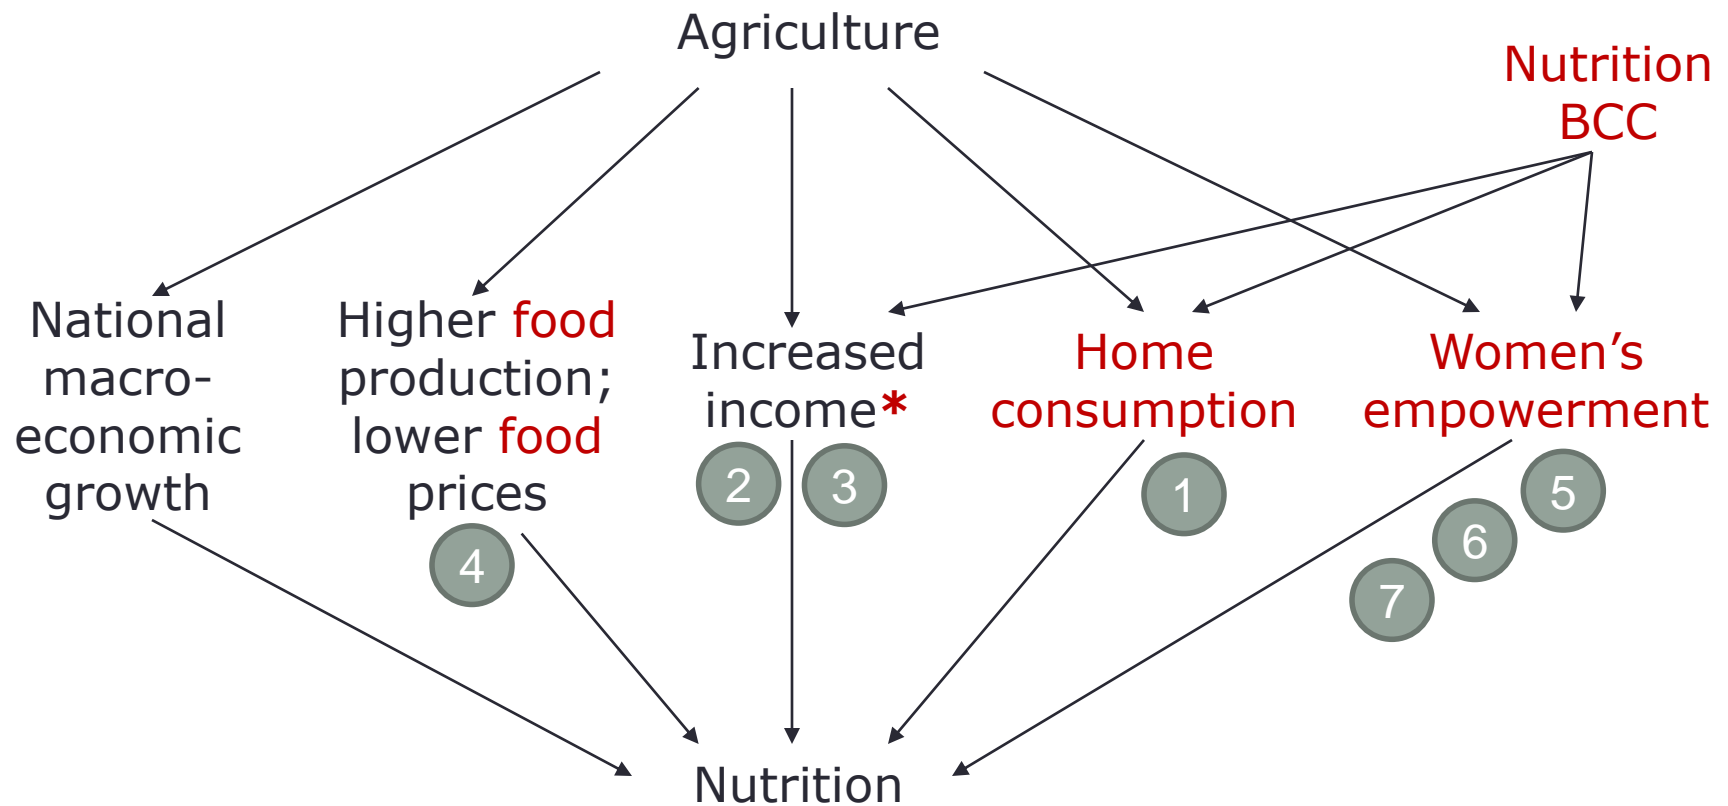 Agriculture
Nutrition
BCC
National
macro-
economic
growth
Higher food
production;
lower food
prices
4
Increased
income*
2 3
Home
consumption
1
Women’s
empowerment
5
6
7
Nutrition